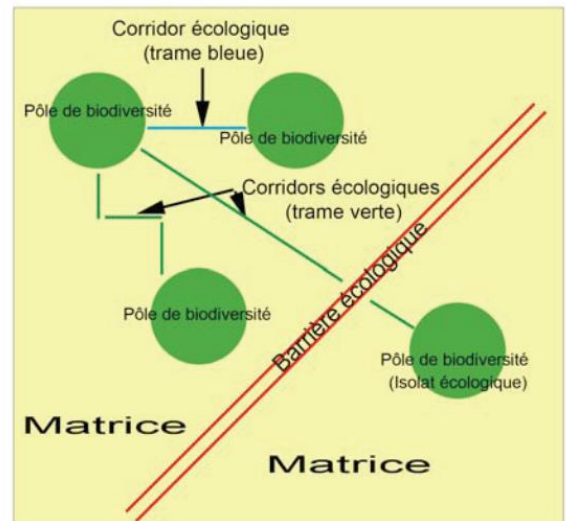 Corridor écologique
(trame bleue)
Pôle de biodiversité
Pôle de biodiversité
Corridors écologiques
(trame verte)
Barrière écologique
Pôle de biodiversité
Pôle de biodiversité
(Isolat écologique)
Matrice
Matrice